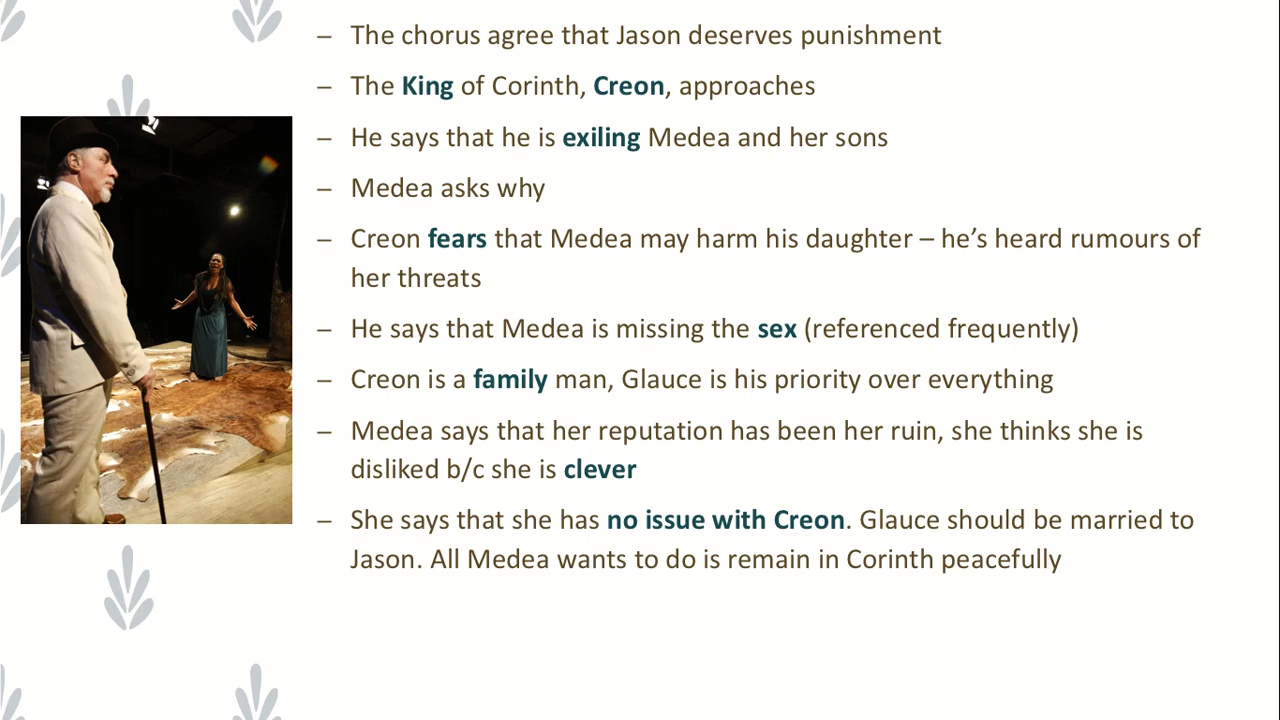 – The chorus agree that Jason deserves punishment
– The King of Corinth, Creon, approaches
– He says that he is exiling Medea and her sons
– Medea asks why
– Creon fears that Medea may harm his daughter – he’s heard rumours of
her threats
– He says that Medea is missing the sex (referenced frequently)
– Creon is a family man, Glauce is his priority over everything
– Medea says that her reputation has been her ruin, she thinks she is
disliked b/c she is clever
– She says that she has no issue with Creon. Glauce should be married to
Jason. All Medea wants to do is remain in Corinth peacefully